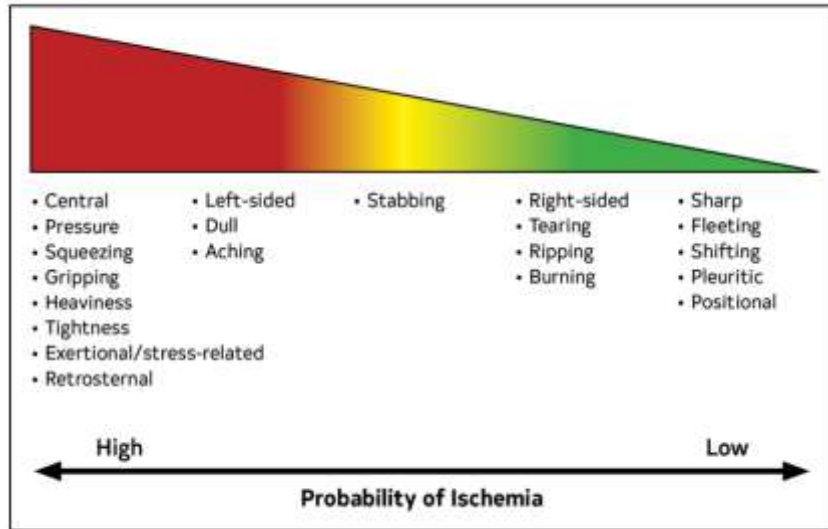 • Central
• Pressure
• Squeezing
• Gripping
• Heaviness
• Tightness
• Exertional/stress-related
• Retrosternal
• Left-sided
• Dull
• Aching
• Stabbing
• Right-sided
• Tearing
• Ripping
• Burning
• Sharp
• Fleeting
• Shifting
• Pleuritic
• Positional
High
Low
Probability of Ischemia